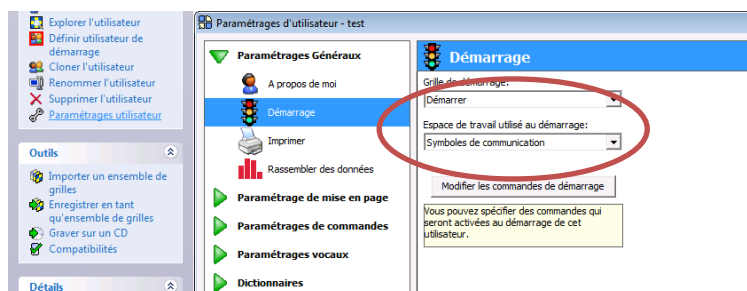 Explorer l'utilisateur
Définir utilisateur de
démarrage
Cloner l'utilisateur
Renommer l'utilisateur
Supprimer l'utilisateur
Paramétrages utilisateur
Outils
Importer un ensemble de
grilles
Enregistrer en tant
qu'ensemble de grilles
Graver sur un CD
Compatibilités
Détails
Paramétrages d'utilisateur - test
Paramétrages Généraux
A propos de moi
Démarrage
Imprimer
Rassembler des données
Paramétrage de mise en page
Paramétrages de commandes
Paramétrages vocaux
Dictionnaires
Démarrage
Grille de démarrage:
Démarrer
Espace de travail utilisé au démarrage:
Symboles de communication
Modifier les commandes de démarrage
Vous pouvez spécifier des commandes qui
seront activées au démarrage de cet
utilisateur.